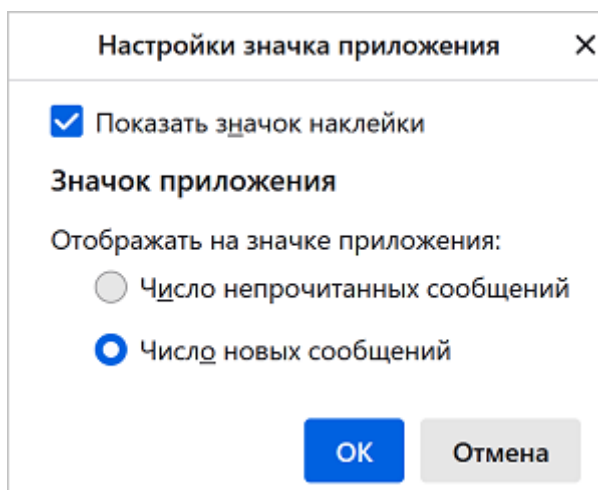 Настройки значка приложения
Показать значок наклейки
Значок приложения
Отображать на значке приложения:
Число непрочитанных сообщений
Число новых сообщений
ОК Отмена